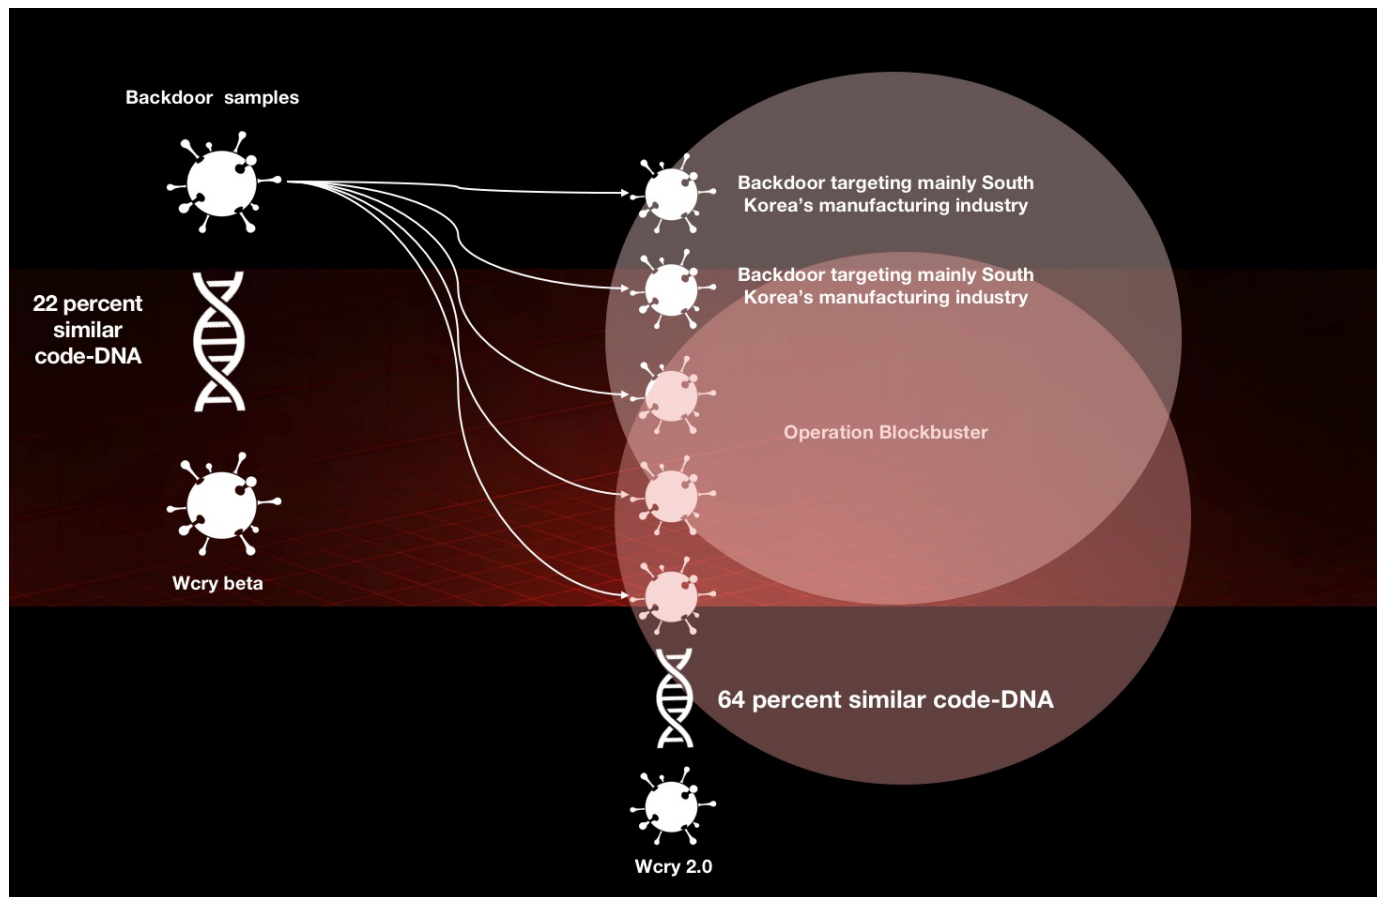 Backdoor samples
Backdoor targeting mainly South
Korea's manufacturing industry
Backdoor targeting mainly South
Korea's manufacturing industry
22 percent
similar
code-DNA
Operation Blockbuster
Wcry beta
64 percent similar code-DNA
Wcry 2.0